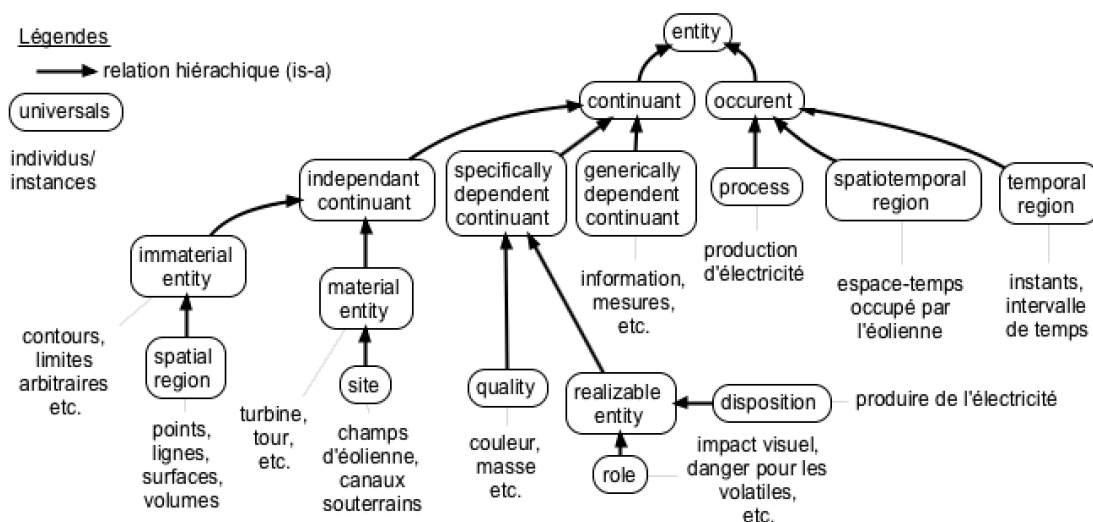 Légendes
relation hiérachique (is-a)
universals
individus/
instances
entity
continuant
occurent
independant
continuant
specifically
dependent
continuant
generically
dependent
continuant
process
spatiotemporal
region
temporal
region
immaterial
entity
material
entity
information,
mesures,
etc.
production
d'électricité
espace-temps
occupé par
l'éolienne
instants,
intervalle
de temps
contours,
limites
arbitraires
etc.
spatial
region
site
quality
realizable
entity
disposition
produire de l'électricité
points,
lignes,
surfaces,
volumes
turbine,
tour,
etc.
champs
d'éolienne,
canaux
souterrains
couleur,
masse
etc.
role
impact visuel,
danger pour les
volatiles,
etc.